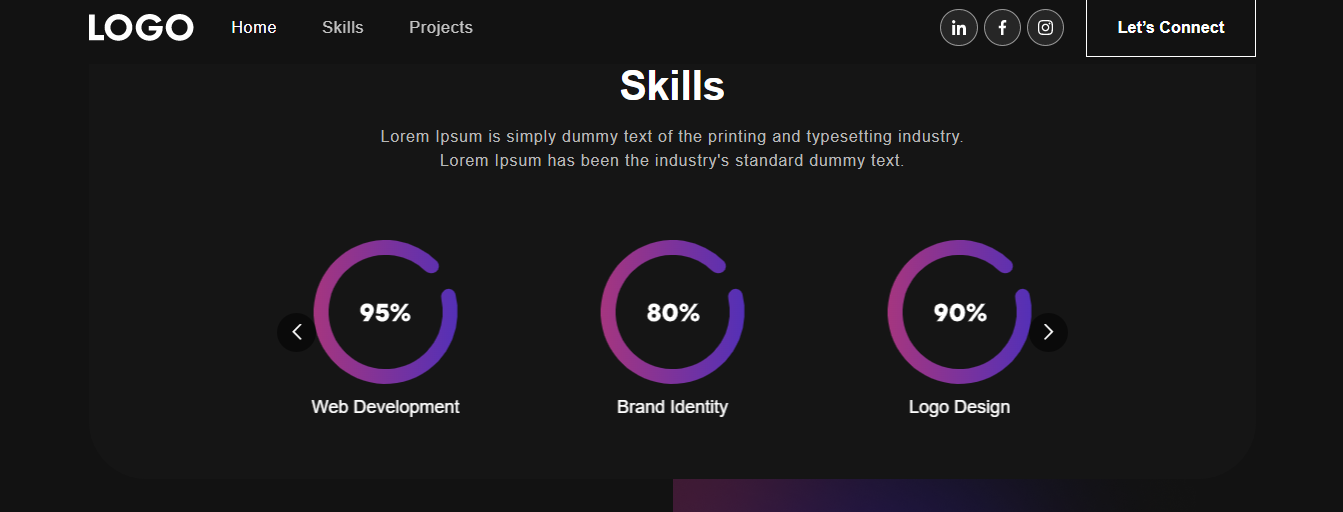 LOGO
Home
Skills
Projects
in
f
Let’s Connect
Skills
Lorem Ipsum is simply dummy text of the printing and typesetting industry.
Lorem Ipsum has been the industry's standard dummy text.
95%
80%
90%
Web Development
Brand Identity
Logo Design